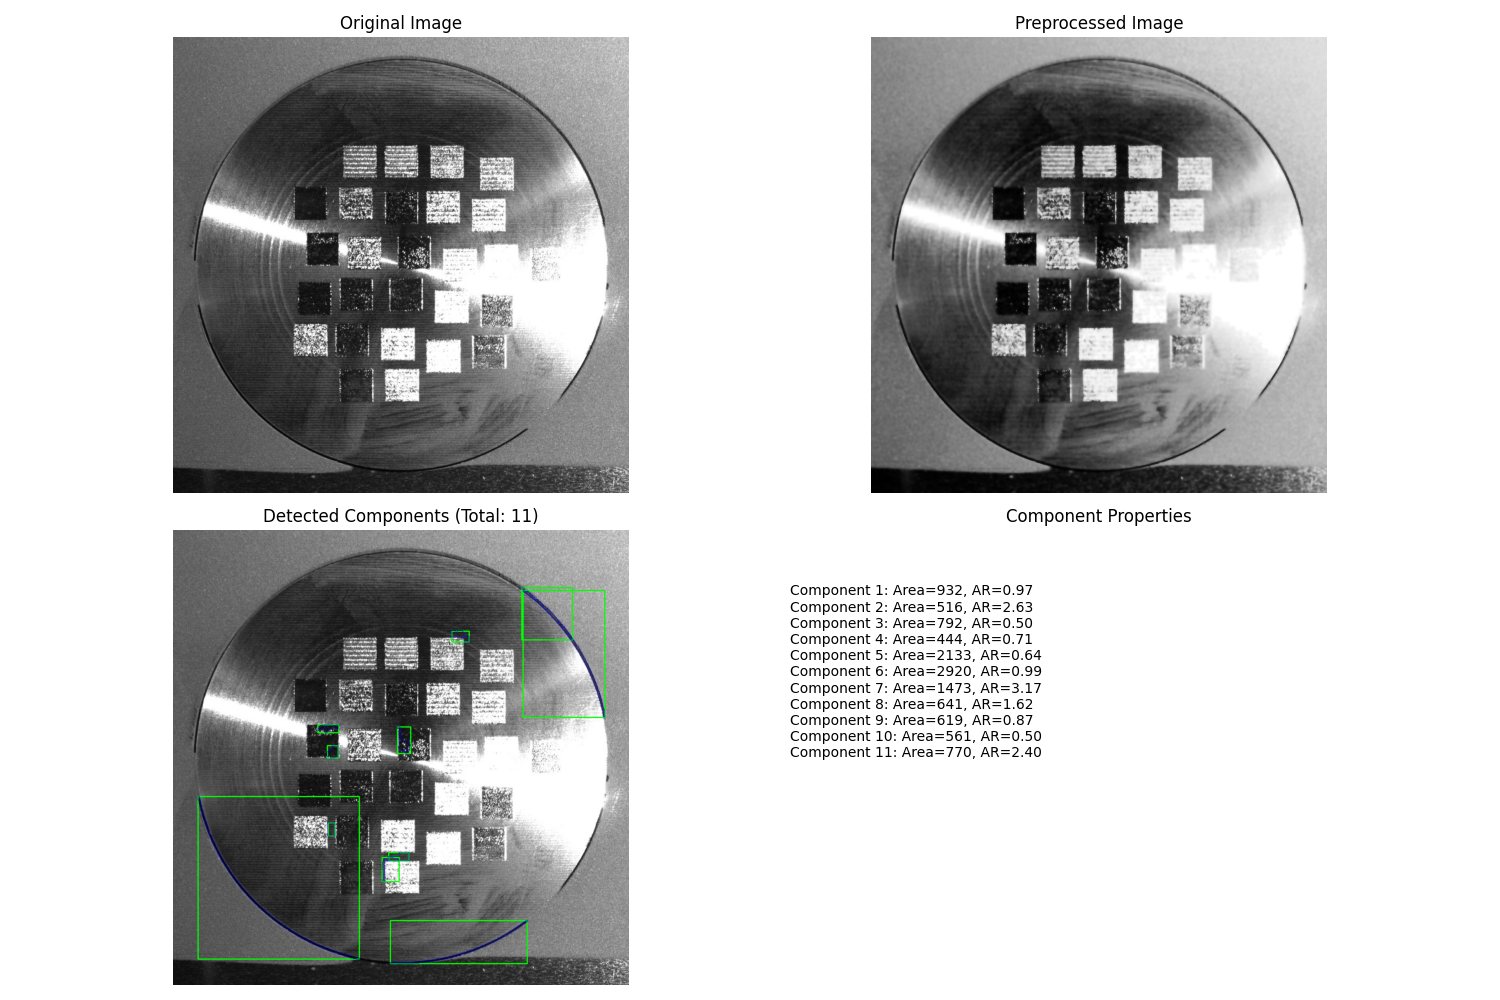 Original Image
Preprocessed Image
Detected Components (Total: 11)
Component Properties
Component 1: Area=932, AR=0.97
Component 2: Area=516, AR=2.63
Component 3: Area=792, AR=0.50
Component 4: Area=444, AR=0.71
Component 5: Area=2133, AR=0.64
Component 6: Area=2920, AR=0.99
Component 7: Area=1473, AR=3.17
Component 8: Area=641, AR=1.62
Component 9: Area=619, AR=0.87
Component 10: Area=561, AR=0.50
Component 11: Area=770, AR=2.40